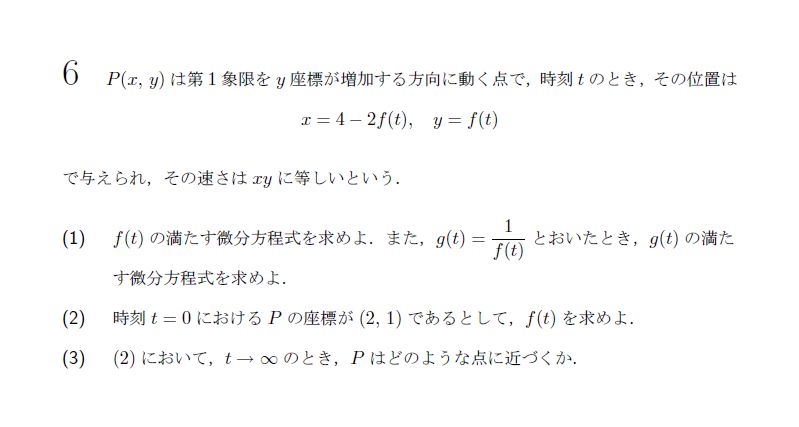 6 P(x, y) は第 1 象限を y 座標が増加する方向に動く点で，時刻 t のとき，その位置は
x = 4 − 2f(t), y = f(t)
で与えられ，その速さは xy に等しいという．
(1) f(t) の満たす微分方程式を求めよ．また，g(t) = 1/f(t) とおいたとき，g(t) の満た
す微分方程式を求めよ．
(2) 時刻 t = 0 における P の座標が (2, 1) であるとして，f(t) を求めよ．
(3) (2) において，t → ∞ のとき，P はどのような点に近づくか．